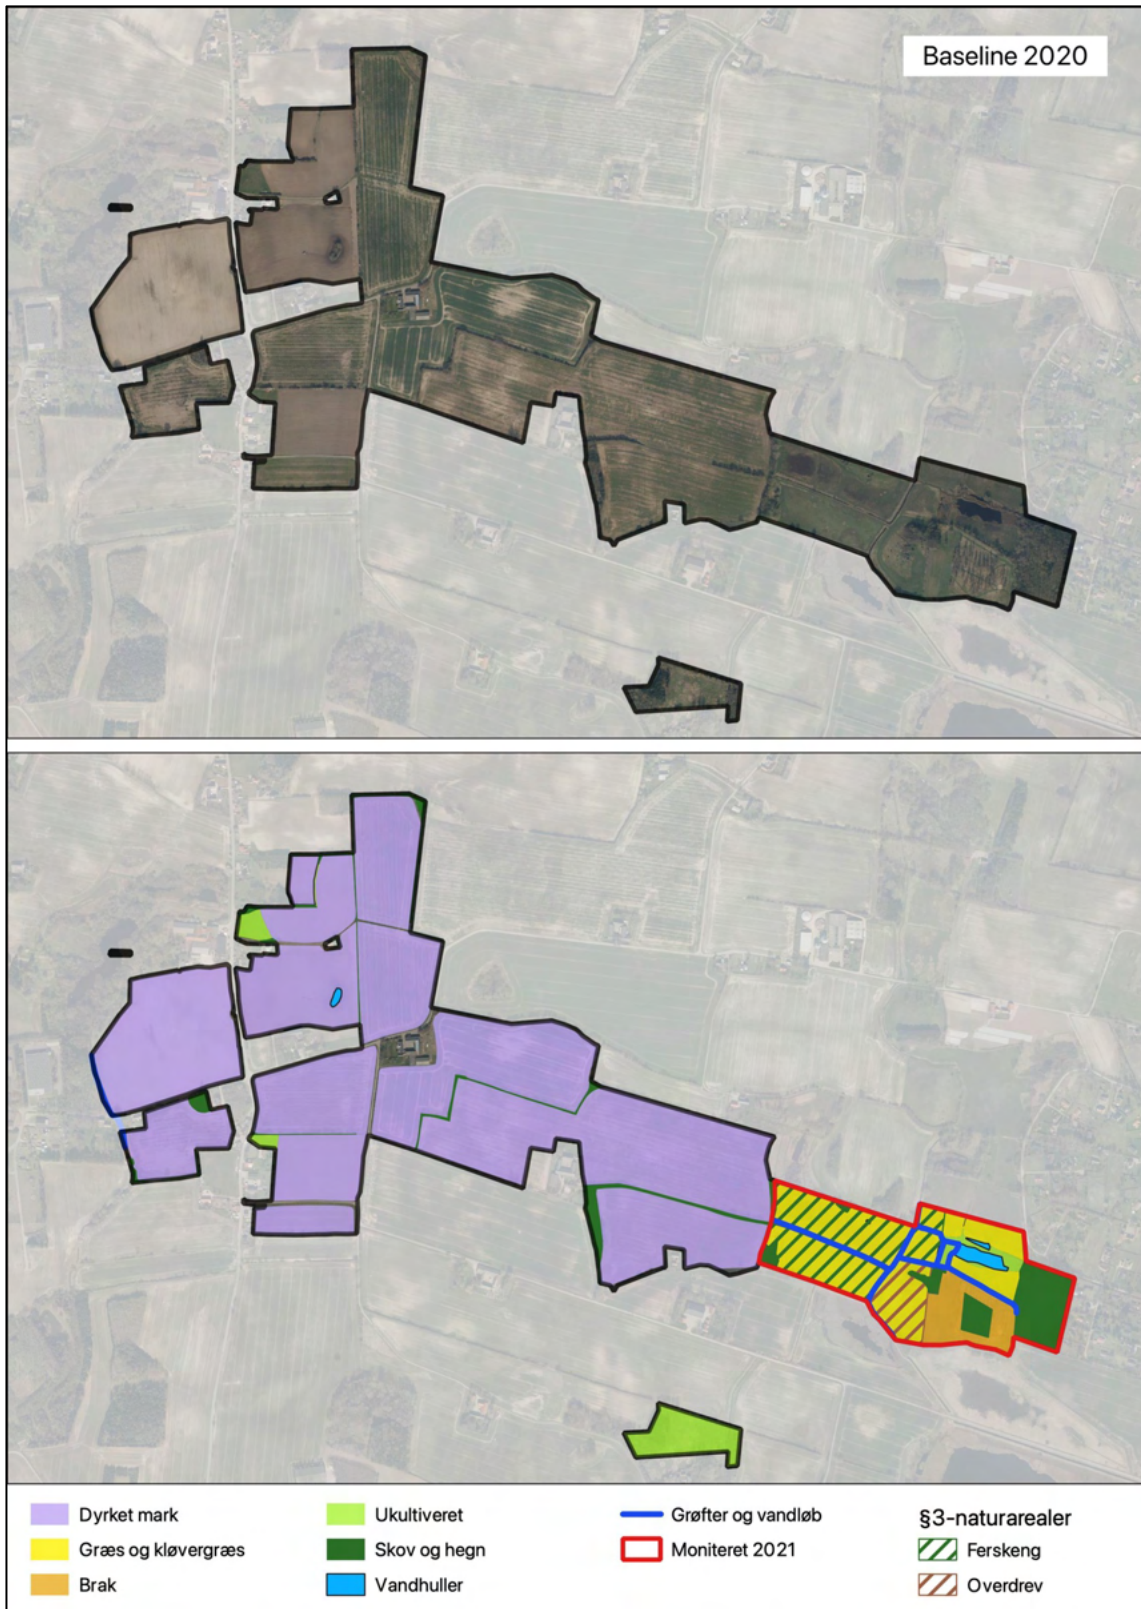 Baseline 2020
Dyrket mark
Græs og kløvergræs
Brak
Ukultiveret
Skov og hegn
Vandhuller
Grøfter og vandløb
Moniteret 2021
§3-naturarealer
Ferskeng
Overdrev